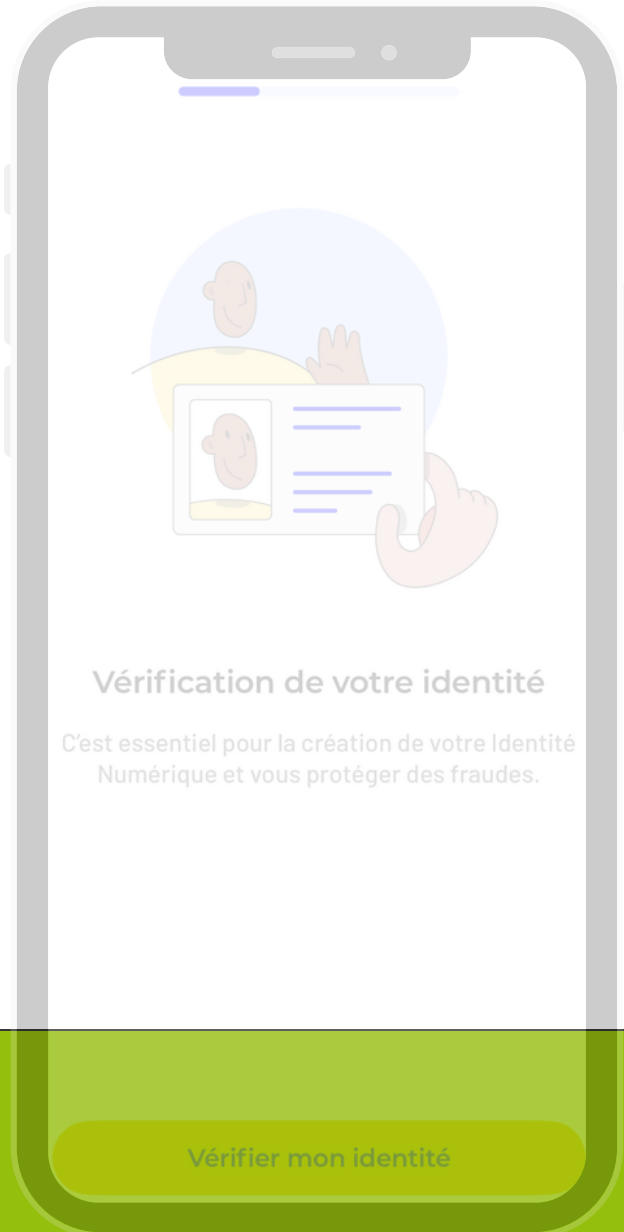 Vérification de votre identité
C'est essentiel pour la création de votre Identité
Numérique et vous protéger des fraudes.
Vérifier mon identité